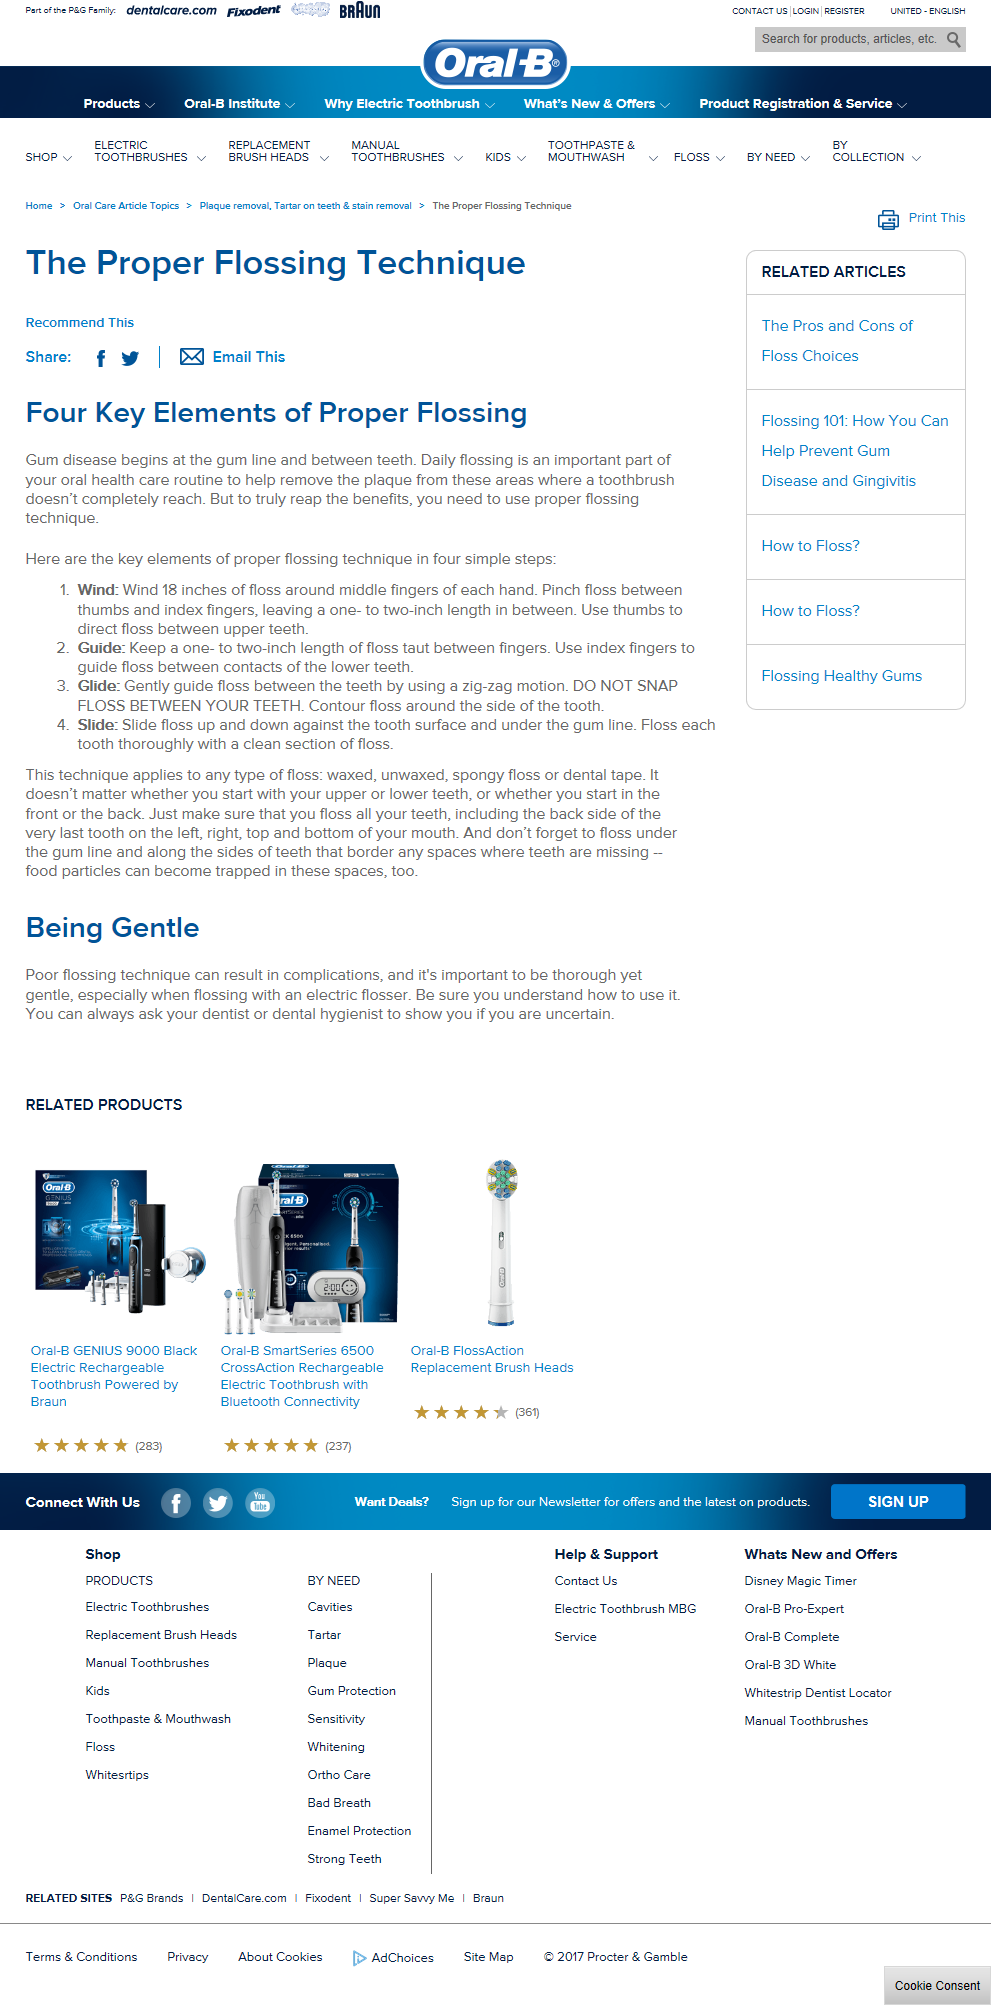 Part of the P&G Family: dentalcare.com Fixodent BRAUN
CONTACT US | LOGIN | REGISTER UNITED - ENGLISH
Search for products, articles, etc.
Oral-B®
Products Oral-B Institute Why Electric Toothbrush What's New & Offers Product Registration & Service
SHOP
ELECTRIC
TOOTHBRUSHES
REPLACEMENT
BRUSH HEADS
MANUAL
TOOTHBRUSHES
KIDS
TOOTHPASTE &
MOUTHWASH
FLOSS
BY NEED
BY
COLLECTION
Home > Oral Care Article Topics > Plaque removal, Tartar on teeth & stain removal > The Proper Flossing Technique
Print This
The Proper Flossing Technique
Recommend This
Share: Email This
Four Key Elements of Proper Flossing
Gum disease begins at the gum line and between teeth. Daily flossing is an important part of
your oral health care routine to help remove the plaque from these areas where a toothbrush
doesn't completely reach. But to truly reap the benefits, you need to use proper flossing
technique.
Here are the key elements of proper flossing technique in four simple steps:
1. Wind: Wind 18 inches of floss around middle fingers of each hand. Pinch floss between
thumbs and index fingers, leaving a one- to two-inch length in between. Use thumbs to
direct floss between upper teeth.
2. Guide: Keep a one- to two-inch length of floss taut between fingers. Use index fingers to
guide floss between contacts of the lower teeth.
3. Glide: Gently guide floss between the teeth by using a zig-zag motion. DO NOT SNAP
FLOSS BETWEEN YOUR TEETH. Contour floss around the side of the tooth.
4. Slide: Slide floss up and down against the tooth surface and under the gum line. Floss each
tooth thoroughly with a clean section of floss.
This technique applies to any type of floss: waxed, unwaxed, spongy floss or dental tape. It
doesn't matter whether you start with your upper or lower teeth, or whether you start in the
front or the back. Just make sure that you floss all your teeth, including the back side of the
very last tooth on the left, right, top and bottom of your mouth. And don't forget to floss under
the gum line and along the sides of teeth that border any spaces where teeth are missing --
food particles can become trapped in these spaces, too.
Being Gentle
Poor flossing technique can result in complications, and it's important to be thorough yet
gentle, especially when flossing with an electric flosser. Be sure you understand how to use it.
You can always ask your dentist or dental hygienist to show you if you are uncertain.
RELATED ARTICLES
The Pros and Cons of
Floss Choices
Flossing 101: How You Can
Help Prevent Gum
Disease and Gingivitis
How to Floss?
How to Floss?
Flossing Healthy Gums
RELATED PRODUCTS
Oral-B
GENIUS
Oral-B
2:00
Oral-B GENIUS 9000 Black
Electric Rechargeable
Toothbrush Powered by
Braun
(283)
Oral-B SmartSeries 6500
CrossAction Rechargeable
Electric Toothbrush with
Bluetooth Connectivity
(237)
Oral-B FlossAction
Replacement Brush Heads
(361)
Connect With Us You Tube Want Deals? Sign up for our Newsletter for offers and the latest on products. SIGN UP
Shop
PRODUCTS
Electric Toothbrushes
Replacement Brush Heads
Manual Toothbrushes
Kids
Toothpaste & Mouthwash
Floss
Whitesrtips
BY NEED
Cavities
Tartar
Plaque
Gum Protection
Sensitivity
Whitening
Ortho Care
Bad Breath
Enamel Protection
Strong Teeth
Help & Support
Contact Us
Electric Toothbrush MBG
Service
Whats New and Offers
Disney Magic Timer
Oral-B Pro-Expert
Oral-B Complete
Oral-B 3D White
Whitestrip Dentist Locator
Manual Toothbrushes
RELATED SITES P&G Brands | DentalCare.com | Fixodent | Super Savvy Me | Braun
Terms & Conditions Privacy About Cookies AdChoices Site Map © 2017 Procter & Gamble
Cookie Consent